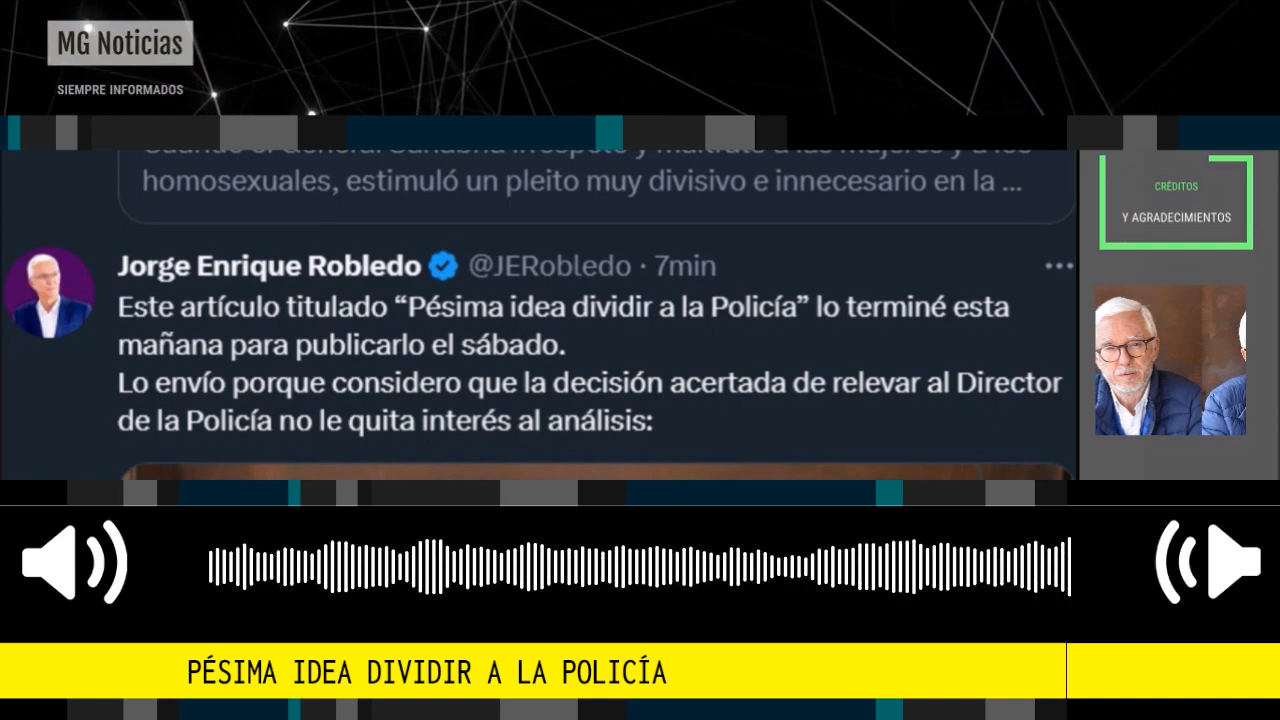 MG Noticias
SIEMPRE INFORMADOS
homosexuales, estimuló un pleito muy divisivo e innecesario en la ...
Jorge Enrique Robledo @JERobledo · 7min
Este artículo titulado “Pésima idea dividir a la Policía” lo terminé esta
mañana para publicarlo el sábado.
Lo envío porque considero que la decisión acertada de relevar al Director
de la Policía no le quita interés al análisis:
CRÉDITOS
Y AGRADECIMIENTOS
PÉSIMA IDEA DIVIDIR A LA POLICÍA